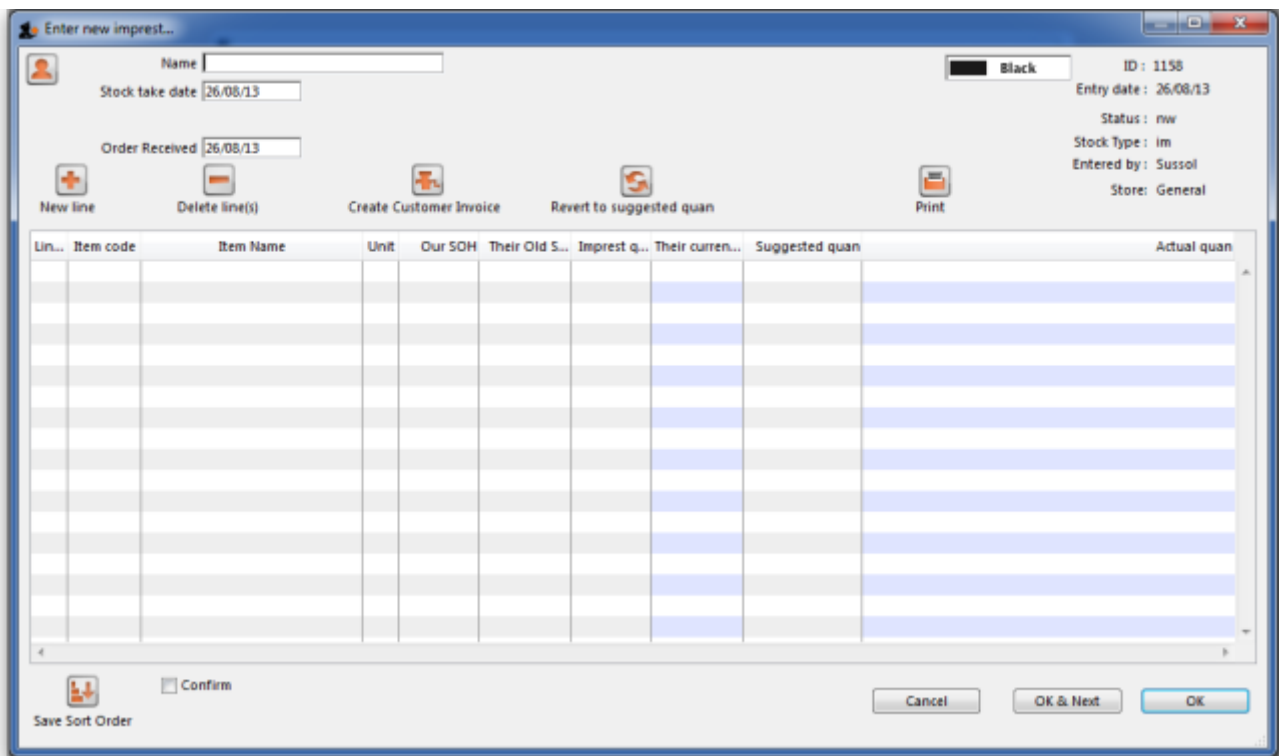 Enter new imprest...
Name
Black
ID : 1158
Stock take date 26/08/13
Entry date : 26/08/13
Status : nw
Order Received 26/08/13
Stock Type : im
Entered by : Sussol
Store: General
New line
Delete line(s)
Create Customer Invoice
Revert to suggested quan
Print
Lin... Item code Item Name Unit Our SOH Their Old S... Imprest q... Their curren... Suggested quan Actual quan
Confirm
Save Sort Order
Cancel
OK & Next
OK